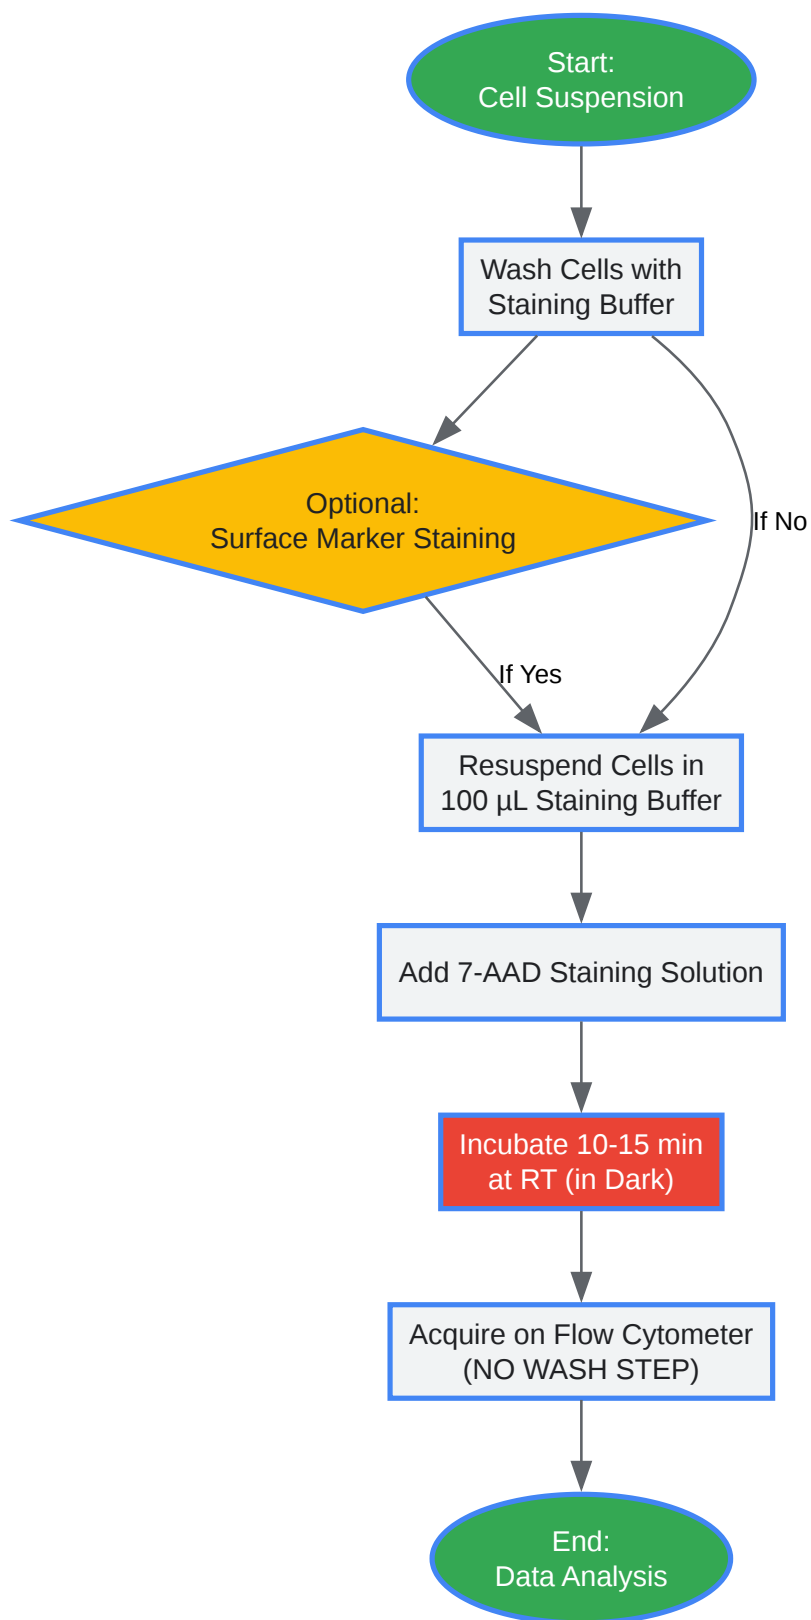 Start:
Cell Suspension
Wash Cells with
Staining Buffer
Optional:
Surface Marker Staining
If No
If Yes
Resuspend Cells in
100 µL Staining Buffer
Add 7-AAD Staining Solution
Incubate 10-15 min
at RT (in Dark)
Acquire on Flow Cytometer
(NO WASH STEP)
End:
Data Analysis